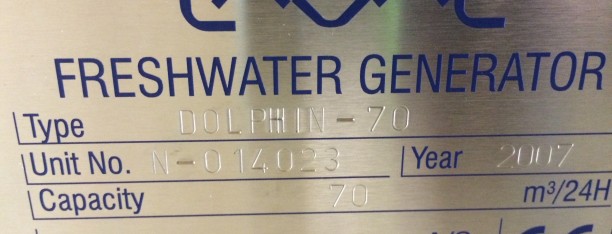 FRESHWATER GENERATOR
Type DOLPHIN-70
Unit No. N-014023 Year 2007
Capacity 70 m³/24H